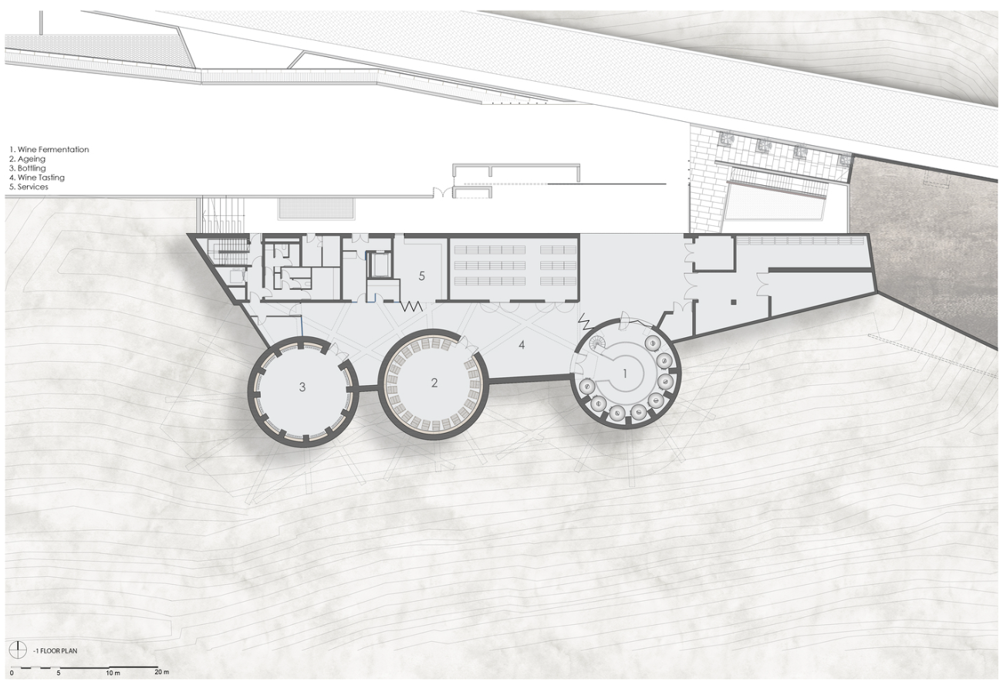 1. Wine Fermentation
2. Ageing
3. Bottling
4. Wine Tasting
5. Services
5
4
1
2
3
-1 FLOOR PLAN
0 5 10 m 20 m